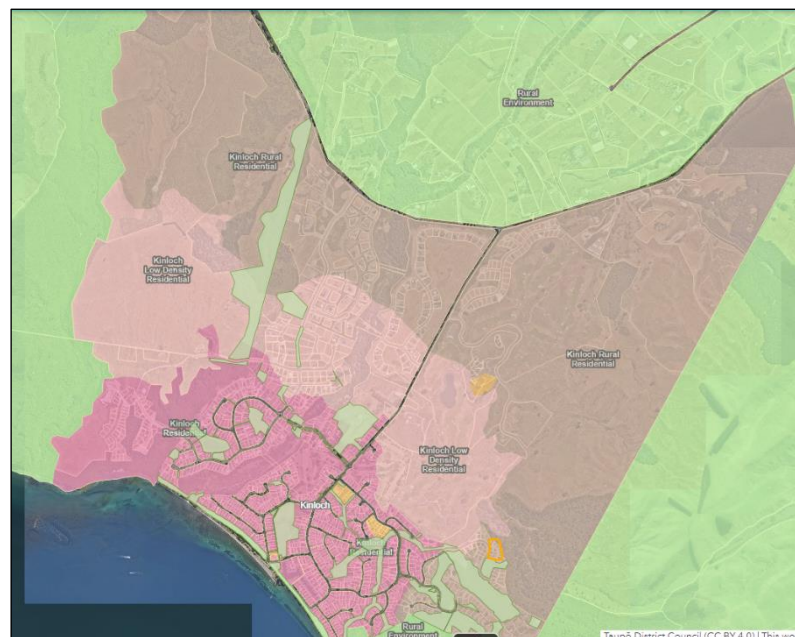 Rural
Environment
Kinloch Rural
Residential
Kinloch
Low Density
Residential
Kinloch Rural
Residential
Kinloch
Residential
Kinloch Low
Density
Residential
Kinloch
Residential
Rural
Environment
Taupō District Council (CC BY 4.0) | This wo